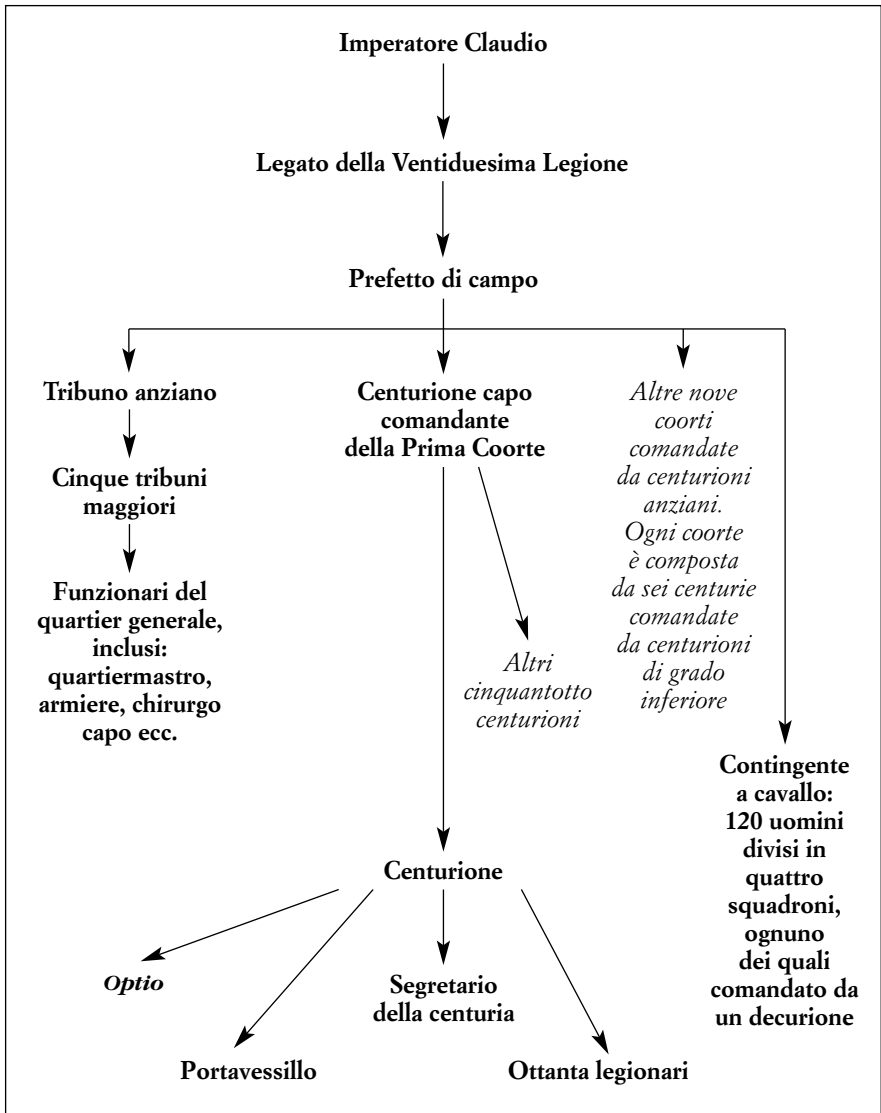 Imperatore Claudio
Legato della Ventiduesima Legione
Prefetto di campo
Tribuno anziano
Cinque tribuni
maggiori
Funzionari del
quartier generale,
inclusi:
quartiermastro,
armiere, chirurgo
capo ecc.
Centurione capo
comandante
della Prima Coorte
Altri
cinquantotto
centurioni
Altre nove
coorti
comandate
da centurioni
anziani.
Ogni coorte
è composta
da sei centurie
comandate
da centurioni
di grado
inferiore
Contingente
a cavallo:
120 uomini
divisi in
quattro
squadroni,
ognuno
dei quali
comandato da
un decurione
Centurione
Optio
Portavessillo
Segretario
della centuria
Ottanta legionari